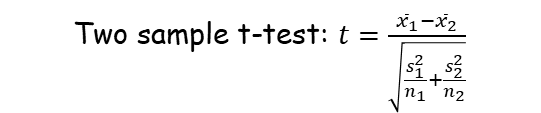 Two sample t-test: t = (x̄₁−x̄₂)/√(s₁²/n₁+s₂²/n₂)